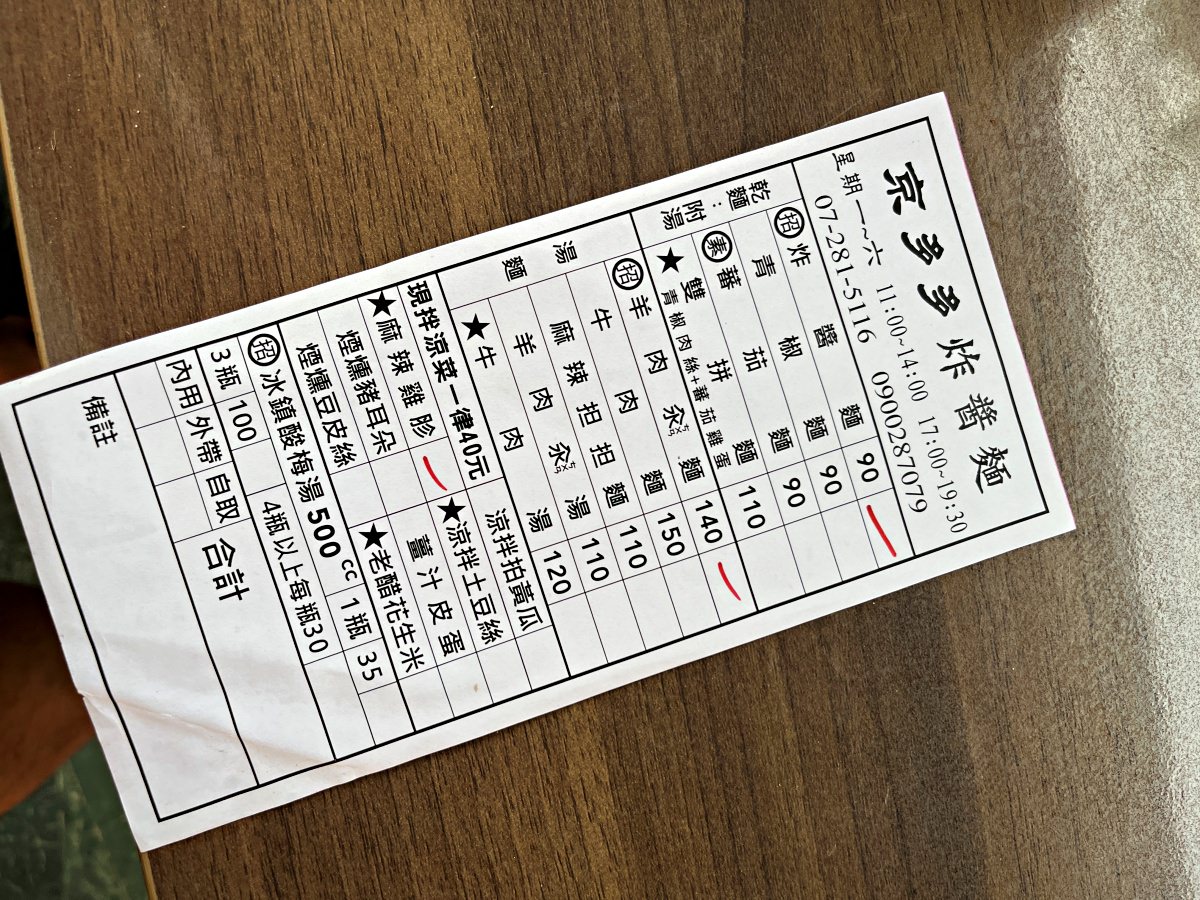 京多多炸醬麵
星期一~六 11:00~14:00 17:00~19:30
07-281-5116 0900287079
乾麵：附湯
招 炸醬麵 90
青椒麵 90
素 蕃茄麵 90
★雙拼麵 110
青椒肉絲+蕃茄雞蛋
湯麵
招 羊肉汆麵 140
牛肉麵 150
麻辣担担麵 110
羊肉汆湯 110
★牛肉湯 120
現拌涼菜一律40元
涼拌拍黃瓜
★麻辣雞胗
★涼拌土豆絲
煙燻豬耳朵
薑汁皮蛋
煙燻豆皮絲
★老醋花生米
招 冰鎮酸梅湯500cc 1瓶 35
3瓶 100 4瓶以上每瓶30
內用 外帶 自取 合計
備註